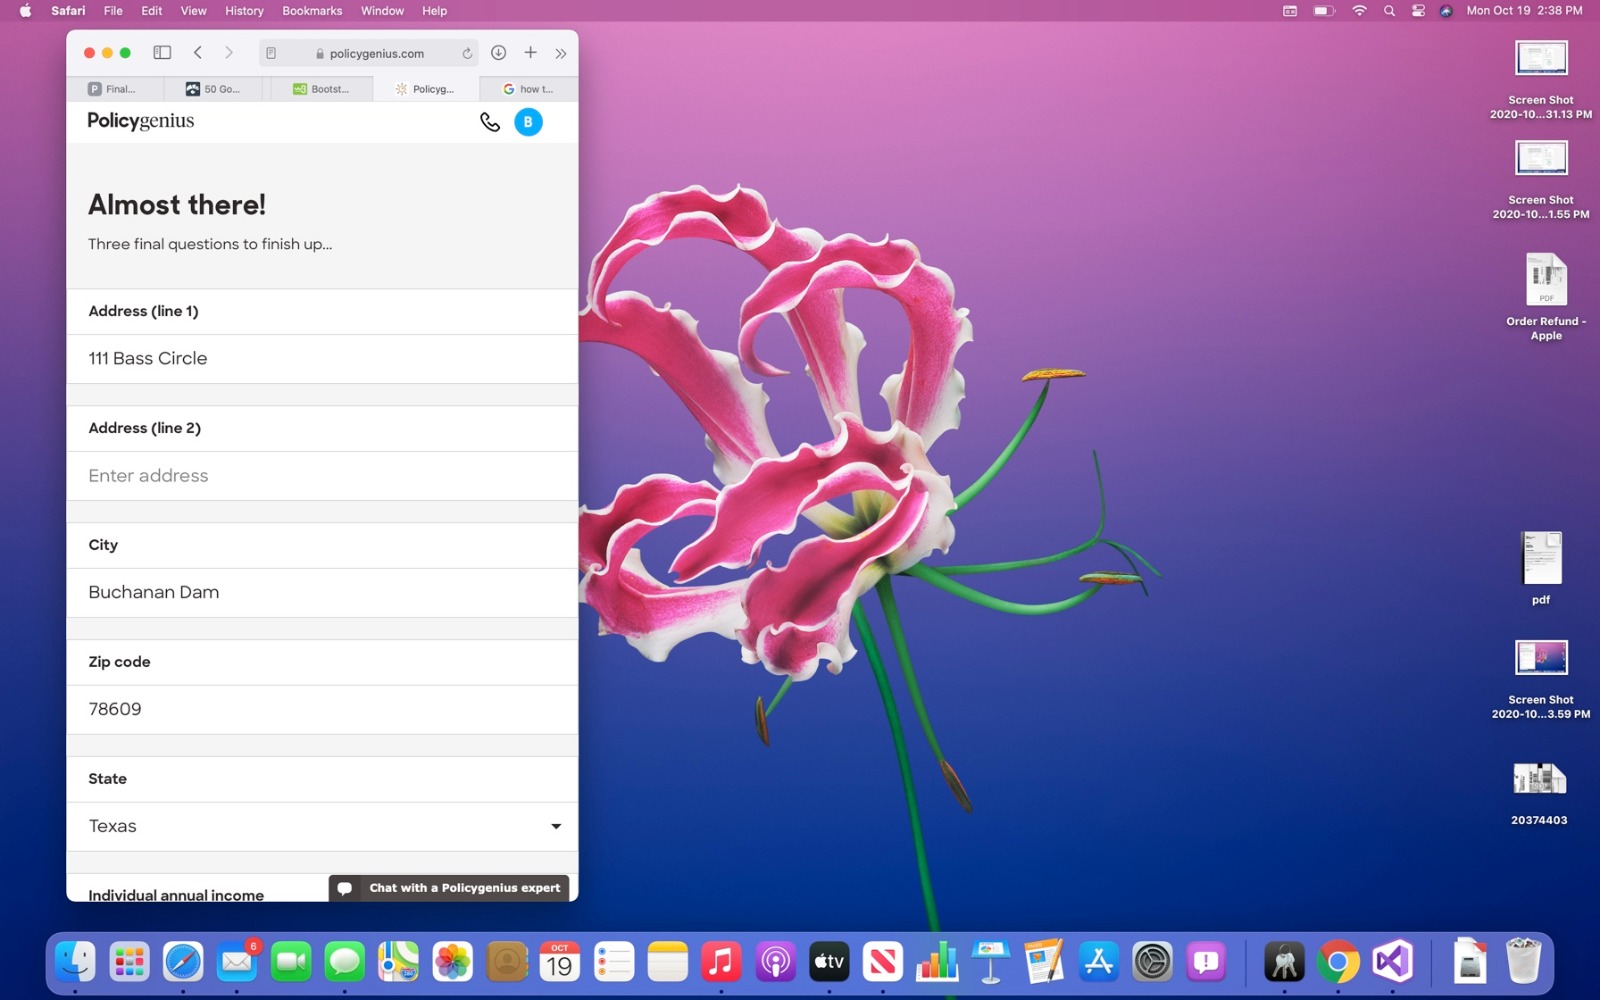 Safari File Edit View History Bookmarks Window Help
Mon Oct 19 2:38 PM
policygenius.com
P Final...
50 Go...
w3 Bootst...
Policyg...
G how t...
Policygenius
B
Almost there!
Three final questions to finish up...
Address (line 1)
111 Bass Circle
Address (line 2)
Enter address
City
Buchanan Dam
Zip code
78609
State
Texas
Individual annual income
Chat with a Policygenius expert
Screen Shot
2020-10...31.13 PM
Screen Shot
2020-10...1.55 PM
PDF
Order Refund -
Apple
pdf
Screen Shot
2020-10...3.59 PM
20374403
6
OCT
19
tv